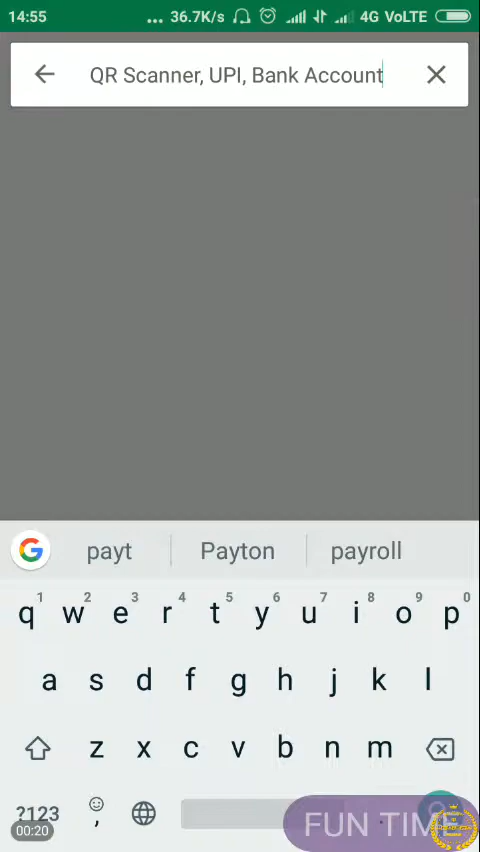 14:55 ... 36.7K/s 4G VoLTE
QR Scanner, UPI, Bank Account
payt Payton payroll
1 2 3 4 5 6 7 8 9 0
q w e r t y u i o p
a s d f g h j k l
z x c v b n m
?123 ,
00:20
FUN TIME